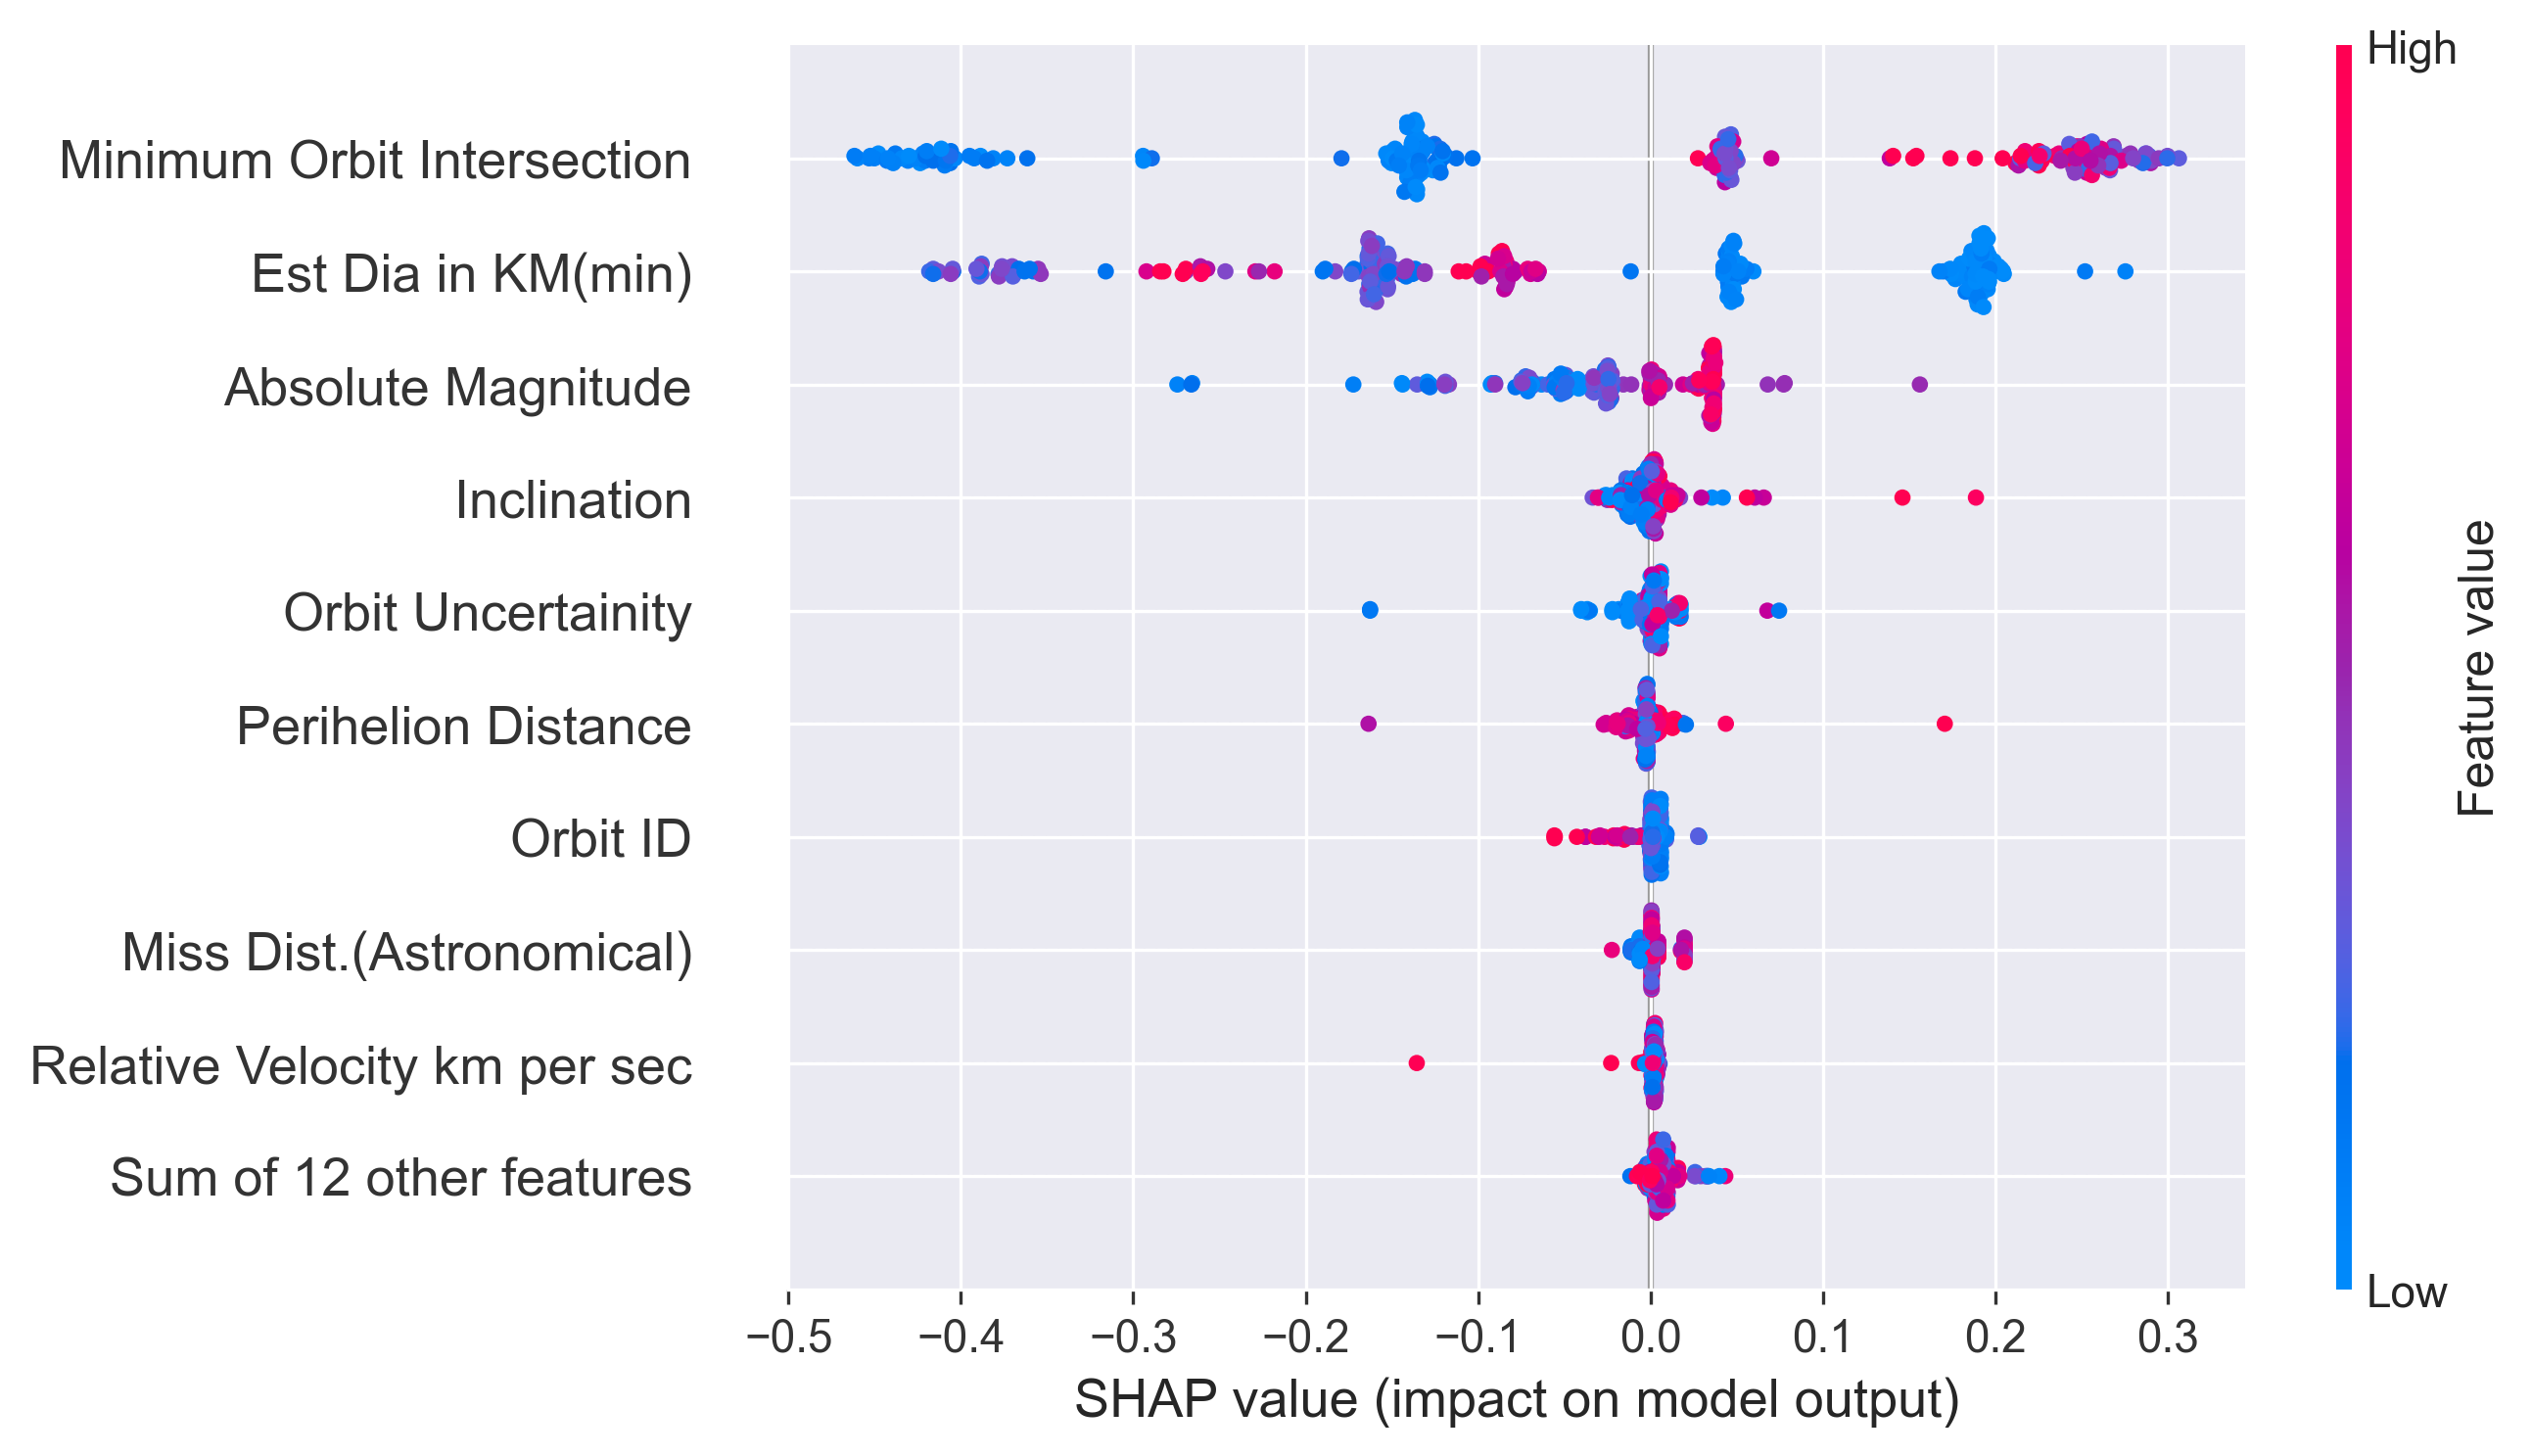 High
Minimum Orbit Intersection
Est Dia in KM(min)
Absolute Magnitude
Inclination
Orbit Uncertainity
Perihelion Distance
Orbit ID
Miss Dist.(Astronomical)
Relative Velocity km per sec
Sum of 12 other features
Feature value
Low
−0.5 −0.4 −0.3 −0.2 −0.1 0.0 0.1 0.2 0.3
SHAP value (impact on model output)